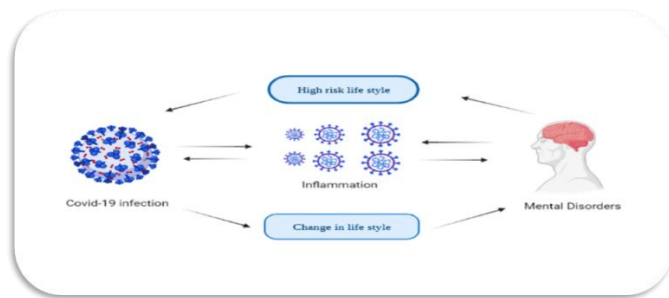 High risk life style
Inflammation
Covid-19 infection
Mental Disorders
Change in life style